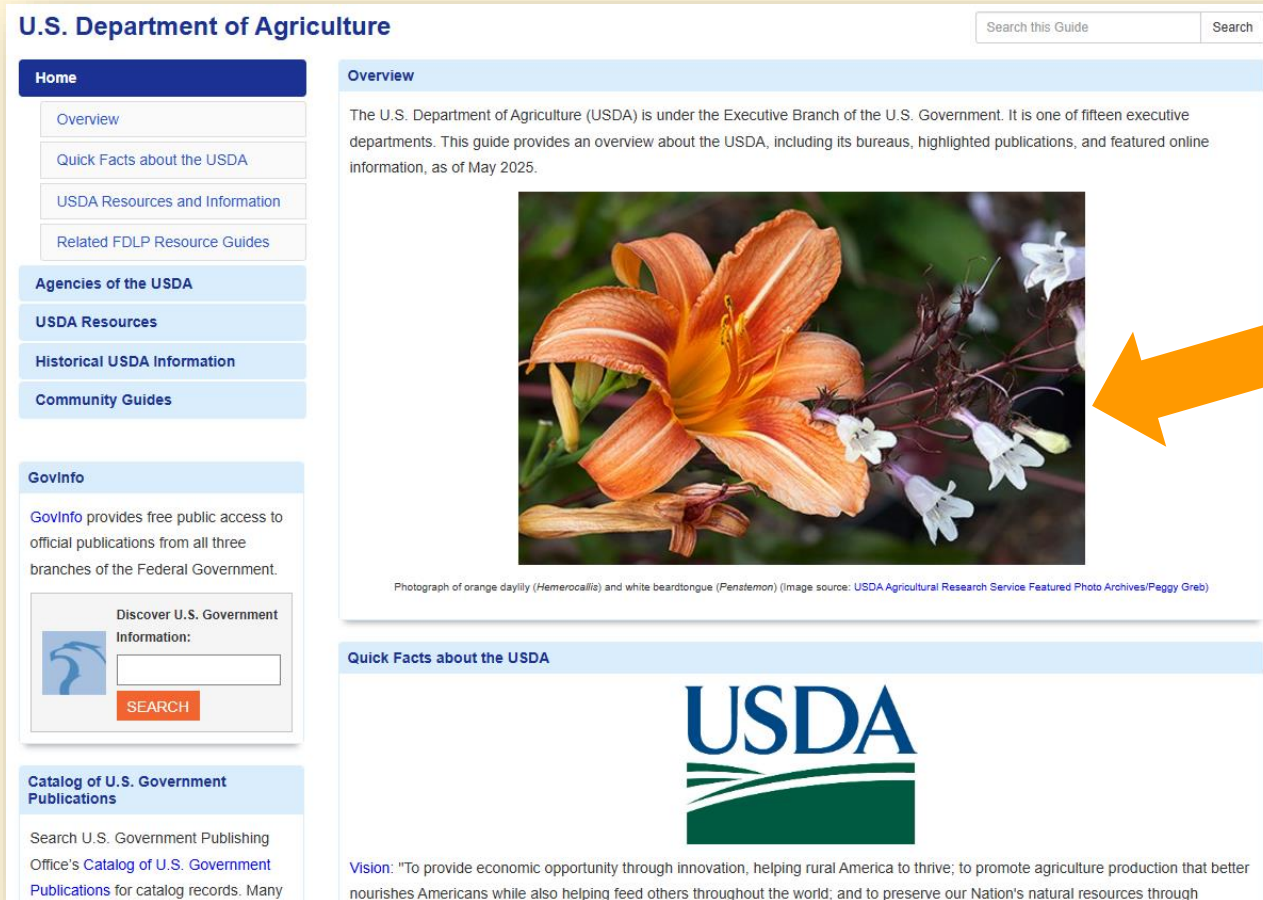 U.S. Department of Agriculture
Search this Guide
Search
Home
Overview
Quick Facts about the USDA
USDA Resources and Information
Related FDLP Resource Guides
Agencies of the USDA
USDA Resources
Historical USDA Information
Community Guides
GovInfo
GovInfo provides free public access to
official publications from all three
branches of the Federal Government.
Discover U.S. Government
Information:
SEARCH
Catalog of U.S. Government
Publications
Search U.S. Government Publishing
Office's Catalog of U.S. Government
Publications for catalog records. Many
Overview
The U.S. Department of Agriculture (USDA) is under the Executive Branch of the U.S. Government. It is one of fifteen executive
departments. This guide provides an overview about the USDA, including its bureaus, highlighted publications, and featured online
information, as of May 2025.
Photograph of orange daylily (Hemerocallis) and white beardtongue (Penstemon) (Image source: USDA Agricultural Research Service Featured Photo Archives/Peggy Greb)
Quick Facts about the USDA
USDA
Vision: "To provide economic opportunity through innovation, helping rural America to thrive; to promote agriculture production that better
nourishes Americans while also helping feed others throughout the world; and to preserve our Nation's natural resources through